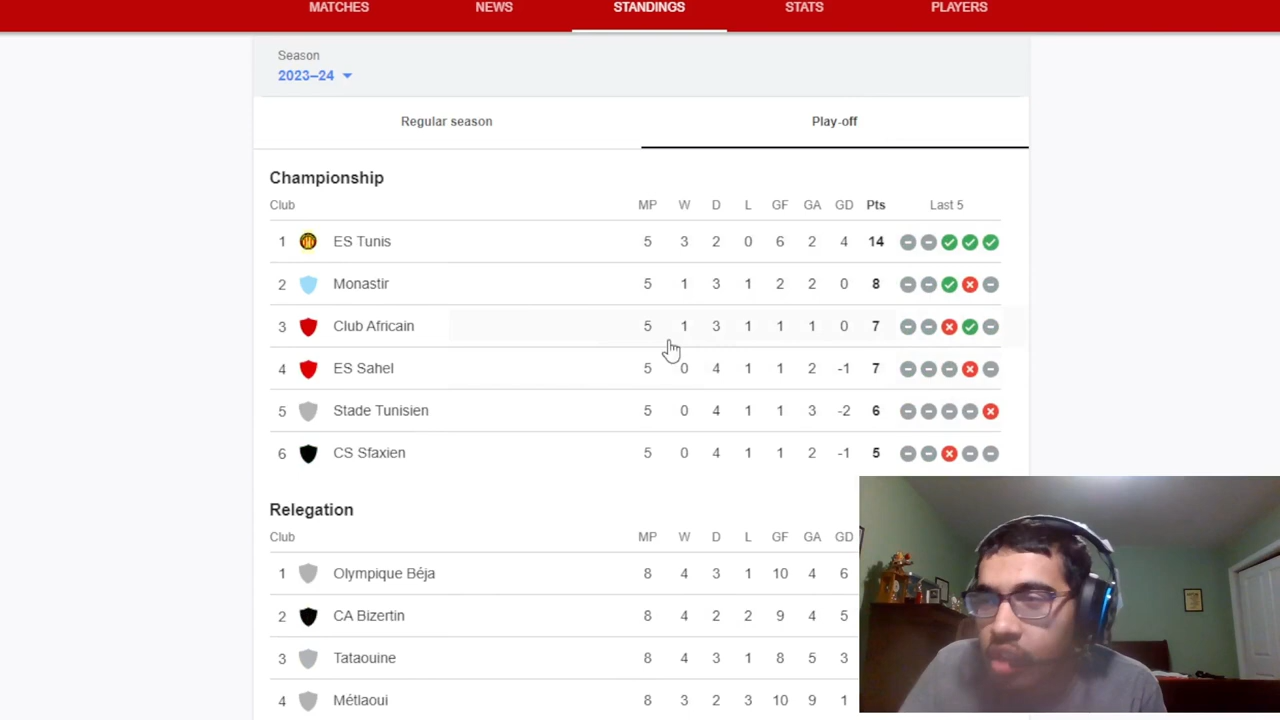 MATCHES NEWS STANDINGS STATS PLAYERS
Season
2023–24
Regular season Play-off
Championship
Club MP W D L GF GA GD Pts Last 5
1 ES Tunis 5 3 2 0 6 2 4 14
2 Monastir 5 1 3 1 2 2 0 8
3 Club Africain 5 1 3 1 1 1 0 7
4 ES Sahel 5 0 4 1 1 2 -1 7
5 Stade Tunisien 5 0 4 1 1 3 -2 6
6 CS Sfaxien 5 0 4 1 1 2 -1 5
Relegation
Club MP W D L GF GA GD
1 Olympique Béja 8 4 3 1 10 4 6
2 CA Bizertin 8 4 2 2 9 4 5
3 Tataouine 8 4 3 1 8 5 3
4 Métlaoui 8 3 2 3 10 9 1